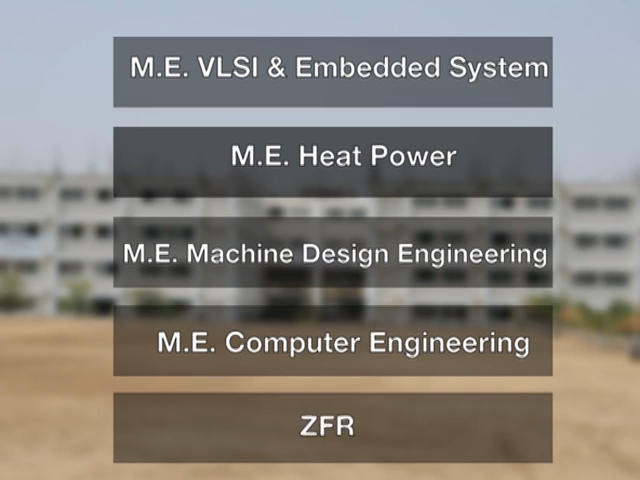 M.E. VLSI & Embedded System
M.E. Heat Power
M.E. Machine Design Engineering
M.E. Computer Engineering
ZFR